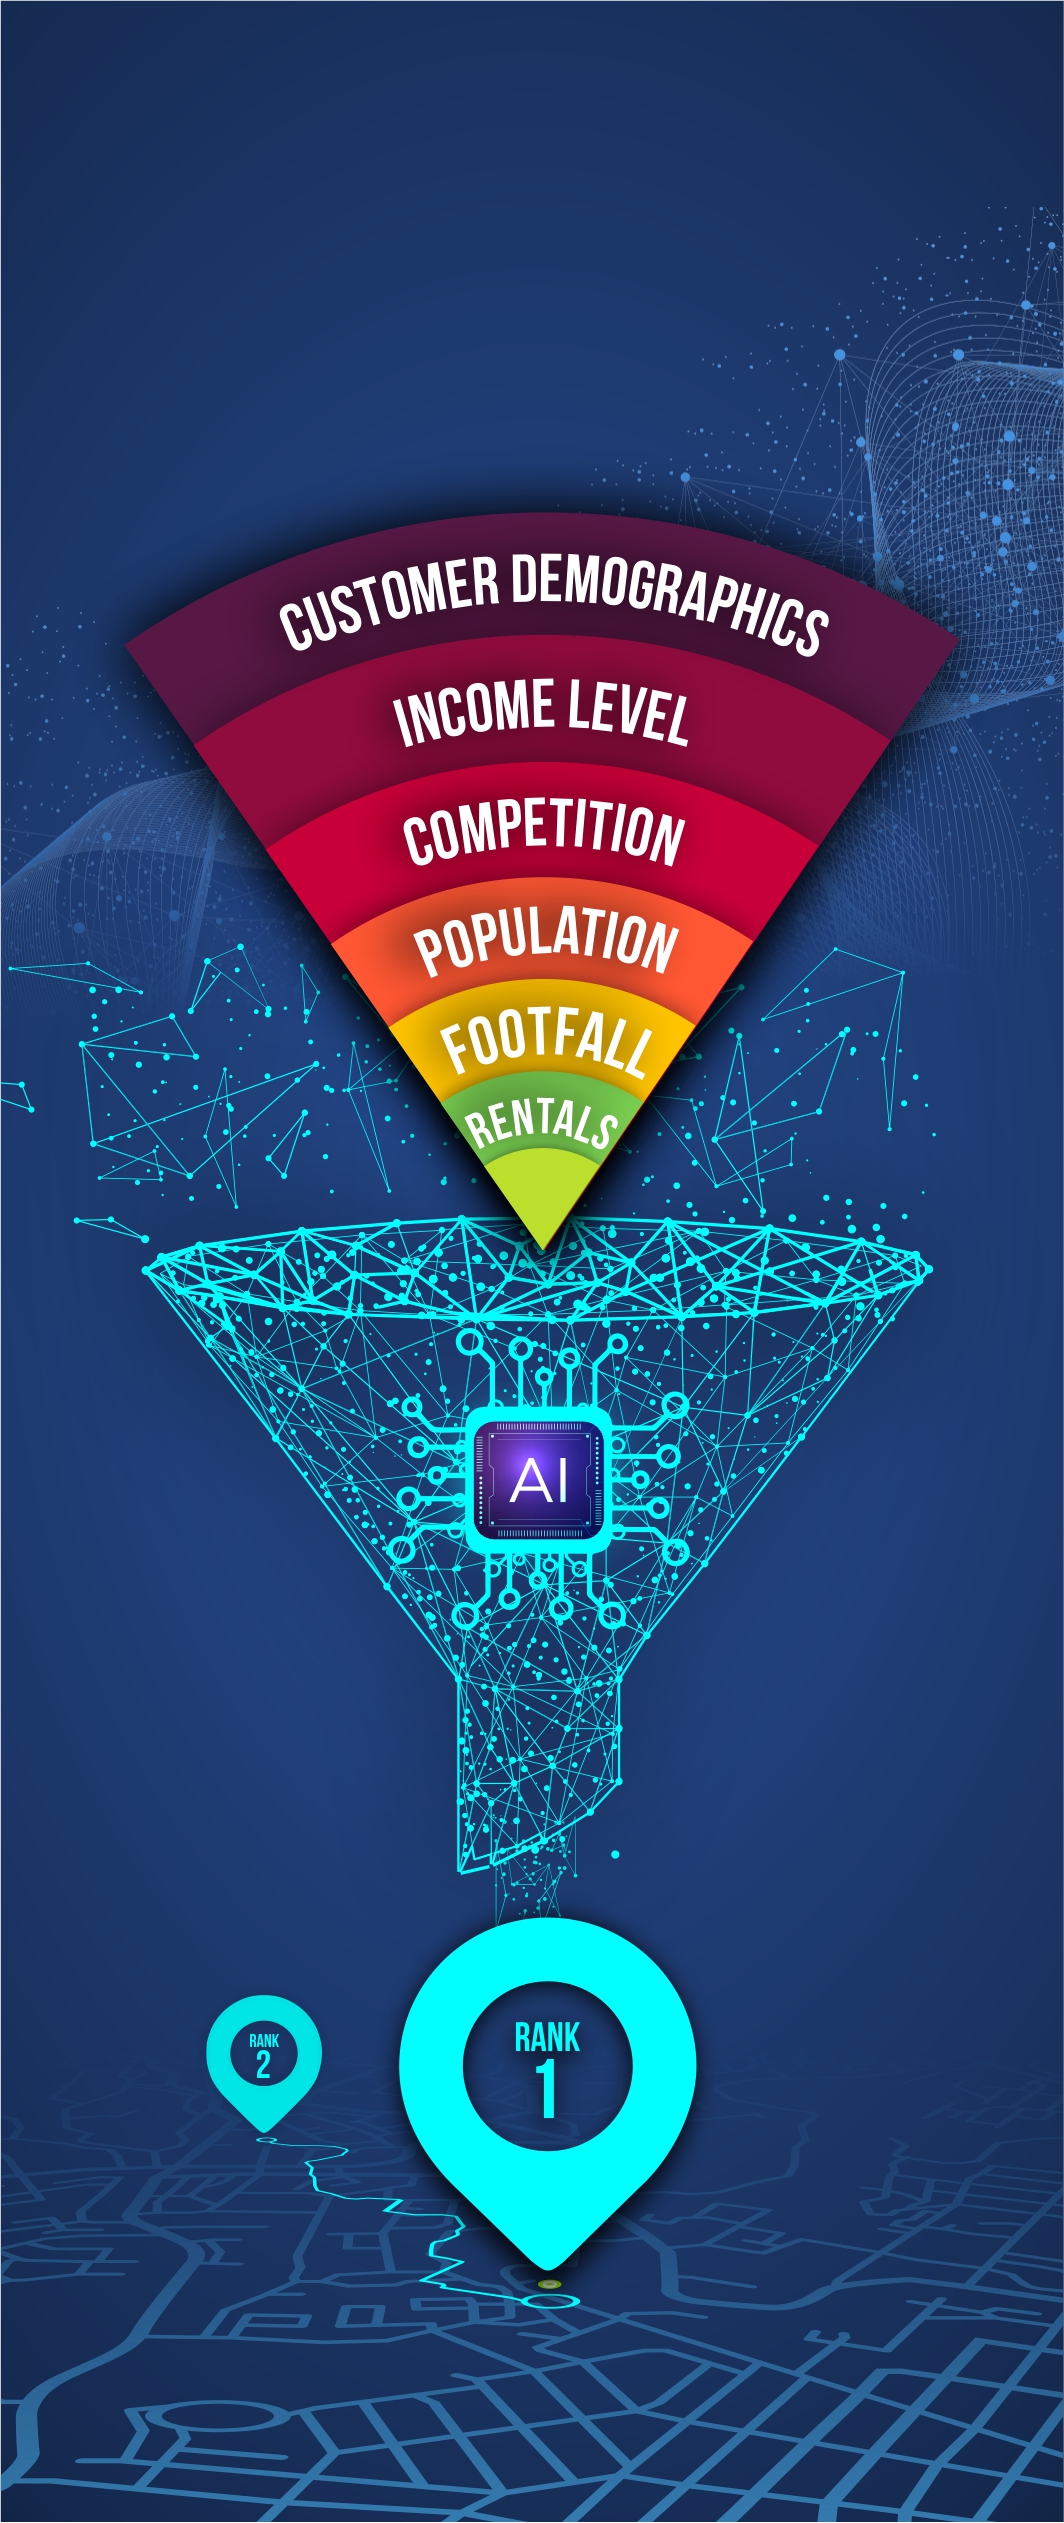 CUSTOMER DEMOGRAPHICS
INCOME LEVEL
COMPETITION
POPULATION
FOOTFALL
RENTALS
AI
RANK
1
RANK
2